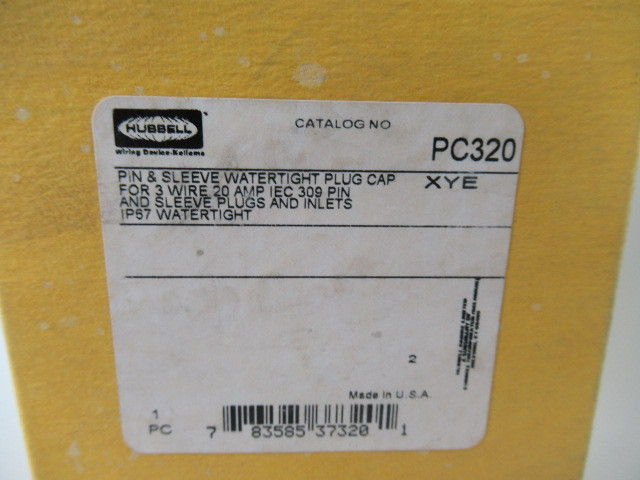 HUBBELL
Wiring Device-Kellems
CATALOG NO
PC320
PIN & SLEEVE WATERTIGHT PLUG CAP
XYE
FOR 3 WIRE 20 AMP IEC 309 PIN
AND SLEEVE PLUGS AND INLETS
IP67 WATERTIGHT
2
Made in U.S.A.
1
PC
7 83585 37320 1